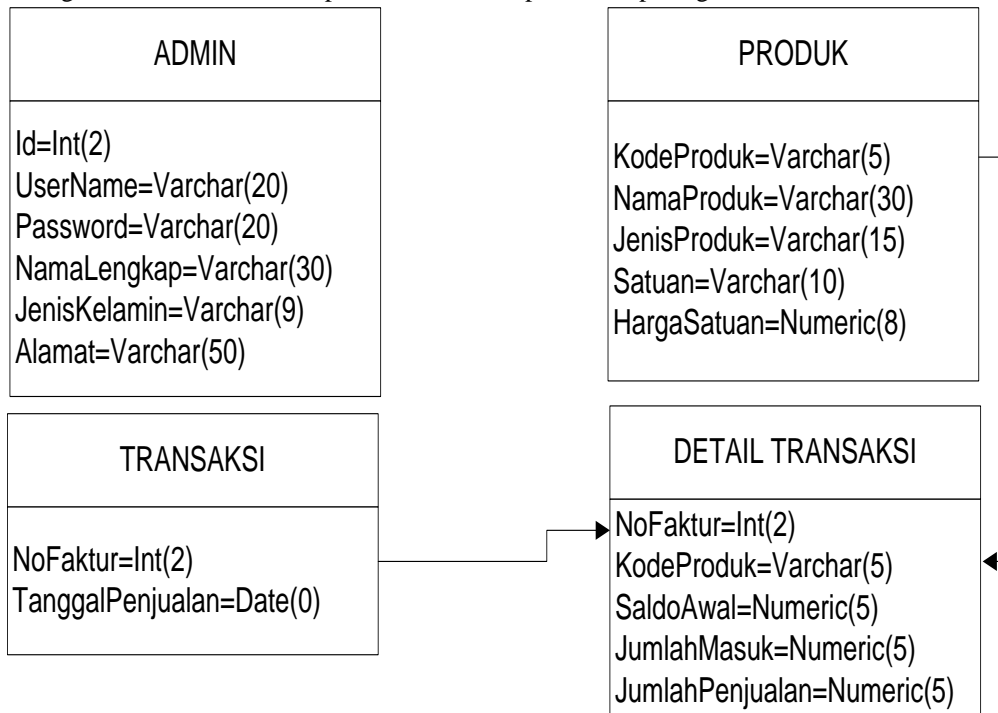 ADMIN
Id=Int(2)
UserName=Varchar(20)
Password=Varchar(20)
NamaLengkap=Varchar(30)
JenisKelamin=Varchar(9)
Alamat=Varchar(50)
PRODUK
KodeProduk=Varchar(5)
NamaProduk=Varchar(30)
JenisProduk=Varchar(15)
Satuan=Varchar(10)
HargaSatuan=Numeric(8)
TRANSAKSI
NoFaktur=Int(2)
TanggalPenjualan=Date(0)
DETAIL TRANSAKSI
NoFaktur=Int(2)
KodeProduk=Varchar(5)
SaldoAwal=Numeric(5)
JumlahMasuk=Numeric(5)
JumlahPenjualan=Numeric(5)